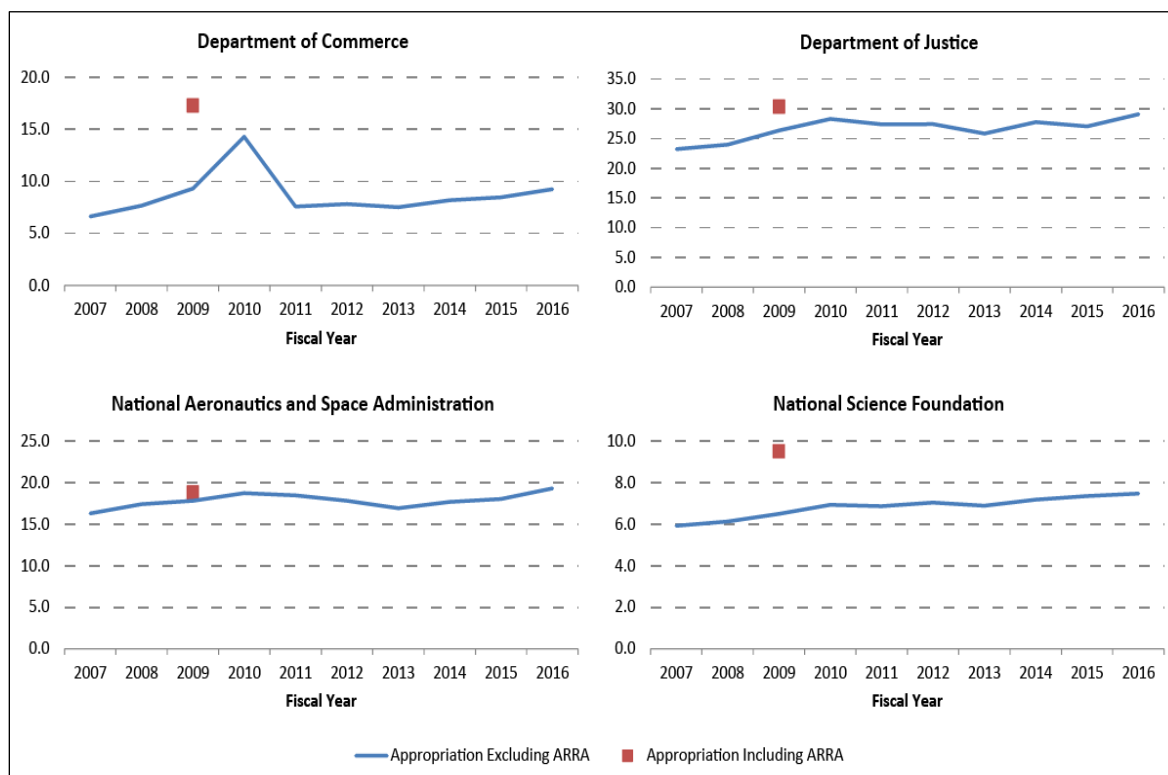 Department of Commerce
20.0
15.0
10.0
5.0
0.0
2007 2008 2009 2010 2011 2012 2013 2014 2015 2016
Fiscal Year
Department of Justice
35.0
30.0
25.0
20.0
15.0
10.0
5.0
0.0
2007 2008 2009 2010 2011 2012 2013 2014 2015 2016
Fiscal Year
National Aeronautics and Space Administration
25.0
20.0
15.0
10.0
5.0
0.0
2007 2008 2009 2010 2011 2012 2013 2014 2015 2016
Fiscal Year
National Science Foundation
10.0
8.0
6.0
4.0
2.0
0.0
2007 2008 2009 2010 2011 2012 2013 2014 2015 2016
Fiscal Year
Appropriation Excluding ARRA Appropriation Including ARRA